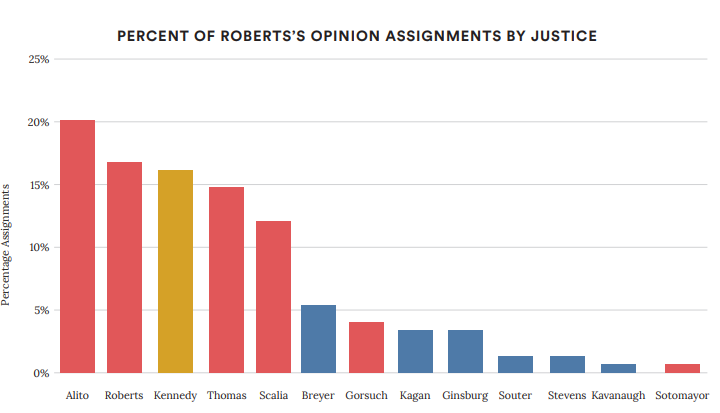 PERCENT OF ROBERTS’S OPINION ASSIGNMENTS BY JUSTICE
25%
20%
15%
10%
5%
0%
Percentage Assignments
Alito Roberts Kennedy Thomas Scalia Breyer Gorsuch Kagan Ginsburg Souter Stevens Kavanaugh Sotomayor